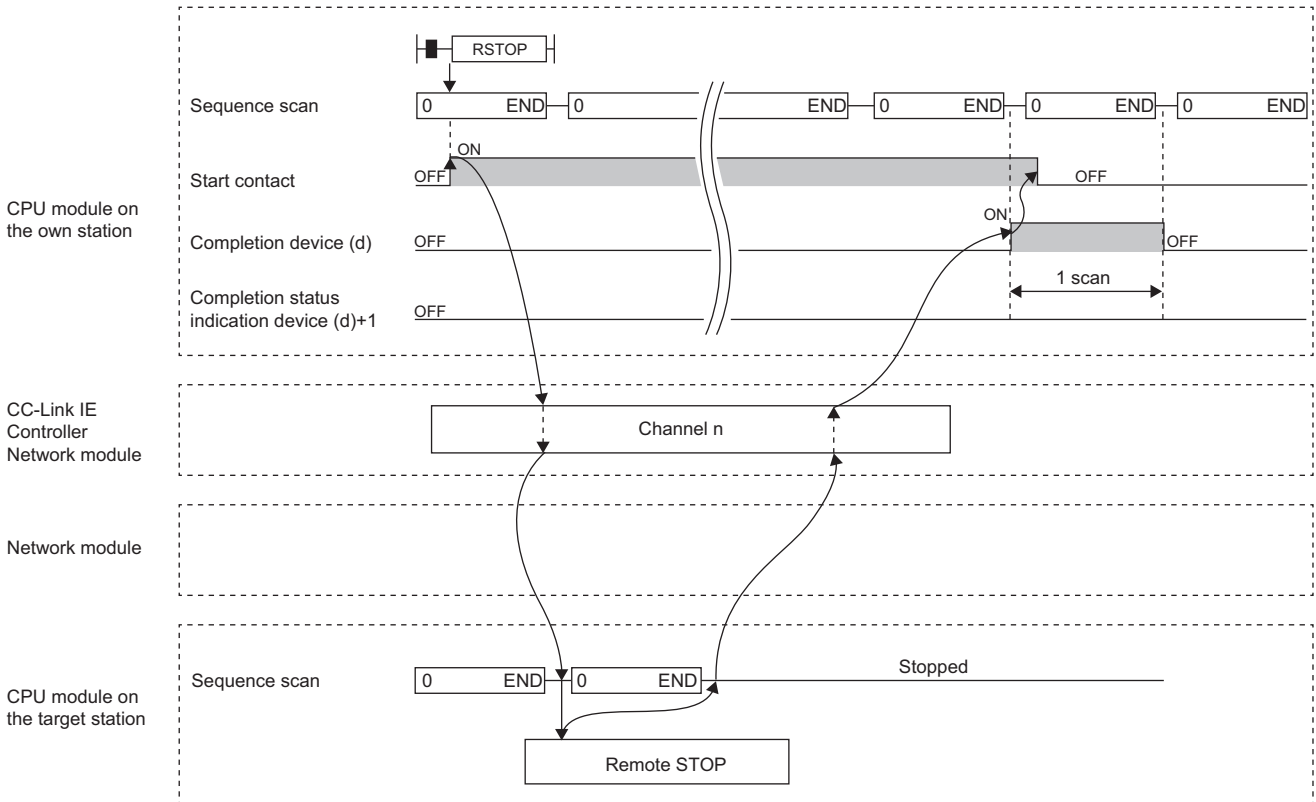 RSTOP
Sequence scan
0 END 0 END 0 END 0 END 0 END
ON
Start contact
OFF
OFF
CPU module on
the own station
ON
Completion device (d)
OFF
OFF
1 scan
Completion status
indication device (d)+1
OFF
CC-Link IE
Controller
Network module
Channel n
Network module
CPU module on
the target station
Sequence scan
0 END 0 END
Stopped
Remote STOP